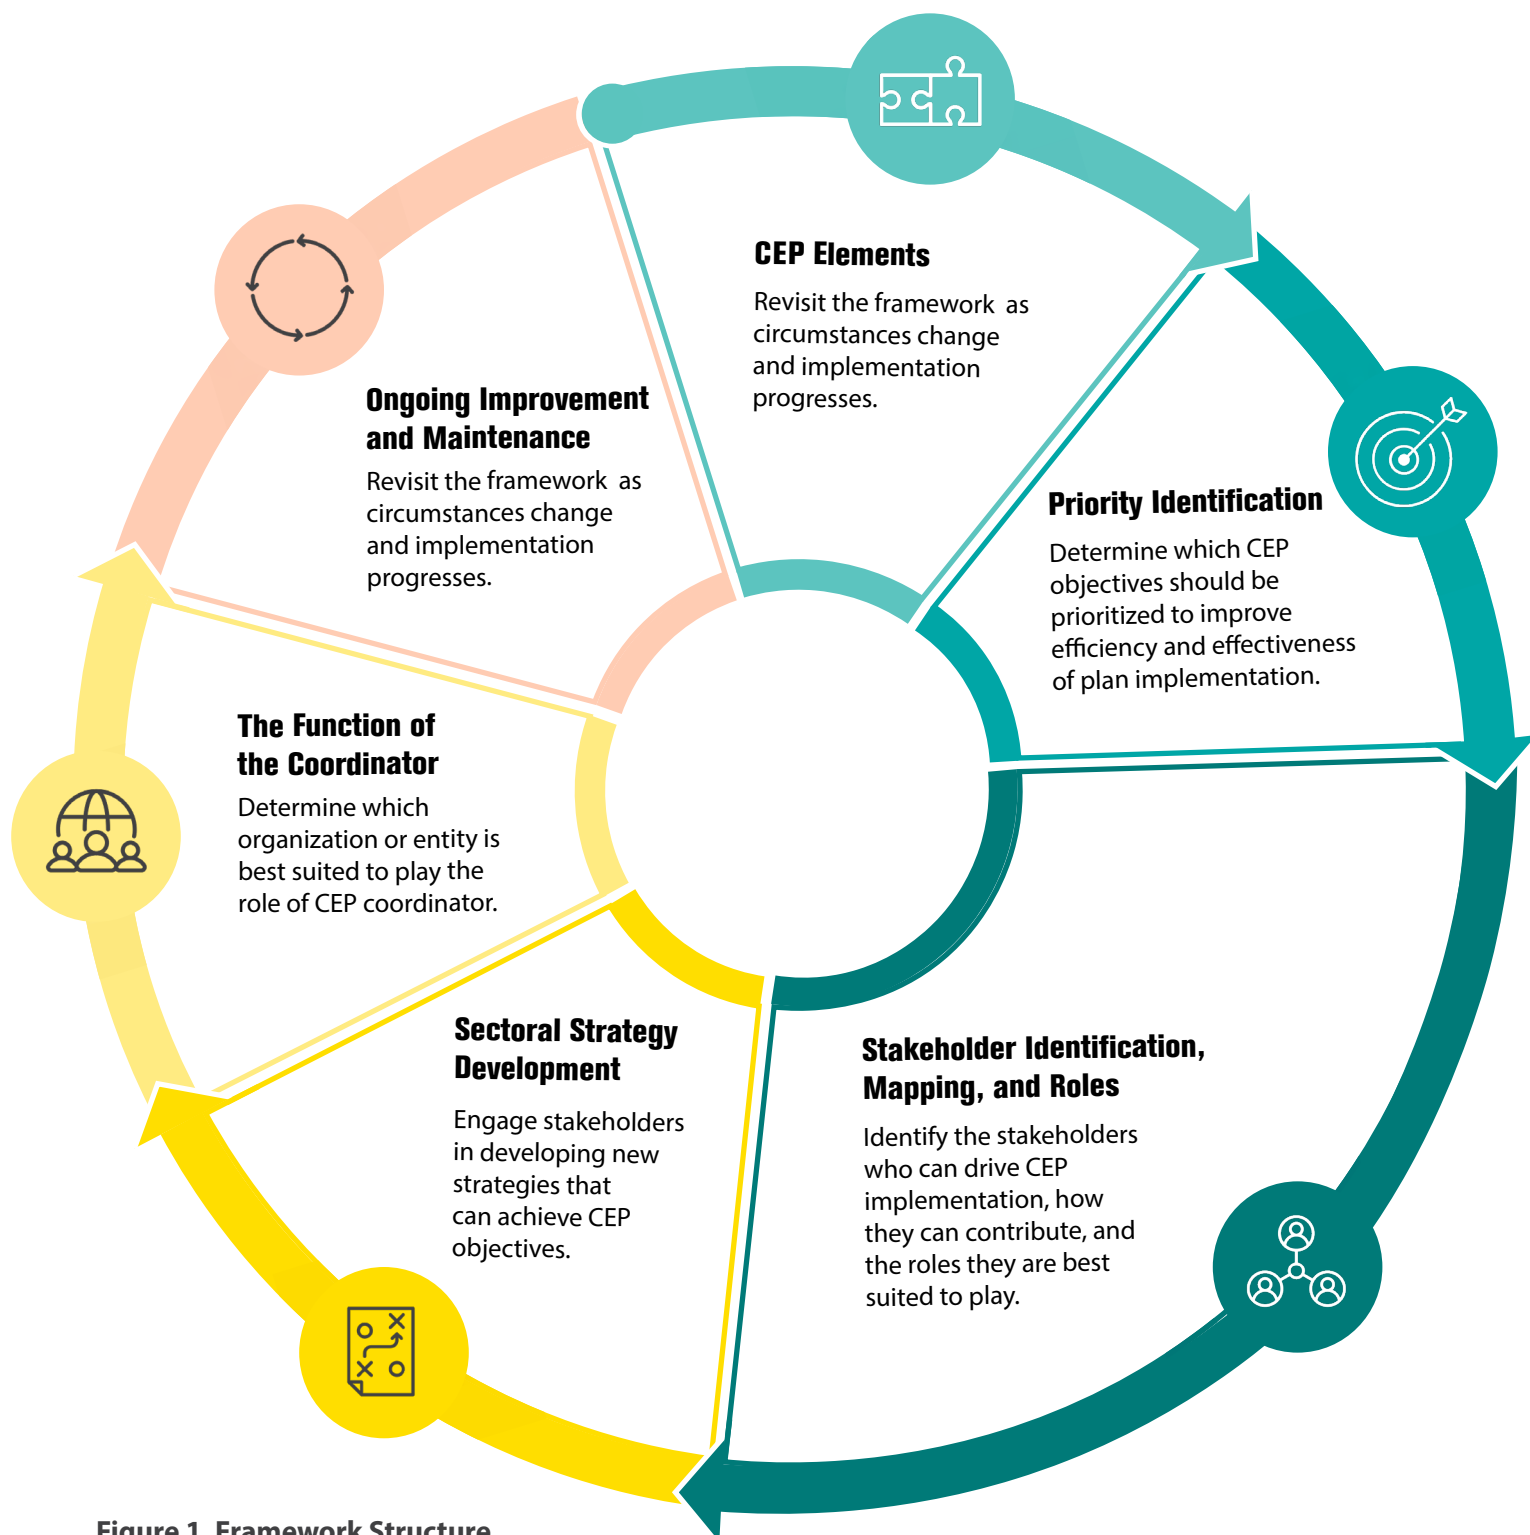 CEP Elements
Revisit the framework as
circumstances change
and implementation
progresses.
Priority Identification
Determine which CEP
objectives should be
prioritized to improve
efficiency and effectiveness
of plan implementation.
Stakeholder Identification,
Mapping, and Roles
Identify the stakeholders
who can drive CEP
implementation, how
they can contribute, and
the roles they are best
suited to play.
Sectoral Strategy
Development
Engage stakeholders
in developing new
strategies that
can achieve CEP
objectives.
The Function of
the Coordinator
Determine which
organization or entity is
best suited to play the
role of CEP coordinator.
Ongoing Improvement
and Maintenance
Revisit the framework as
circumstances change
and implementation
progresses.
Figure 1. Framework Structure